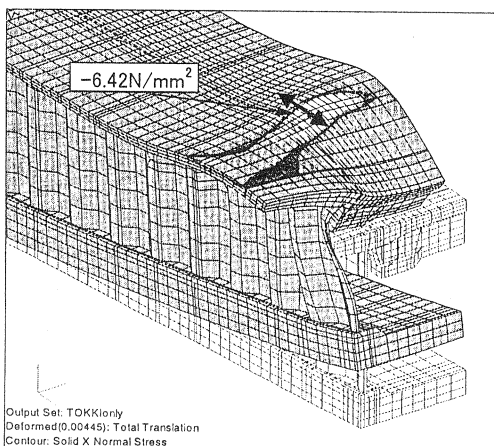 -6.42N/mm²
Output Set: TOKKIonly
Deformed(0.00445): Total Translation
Contour: Solid X Normal Stress